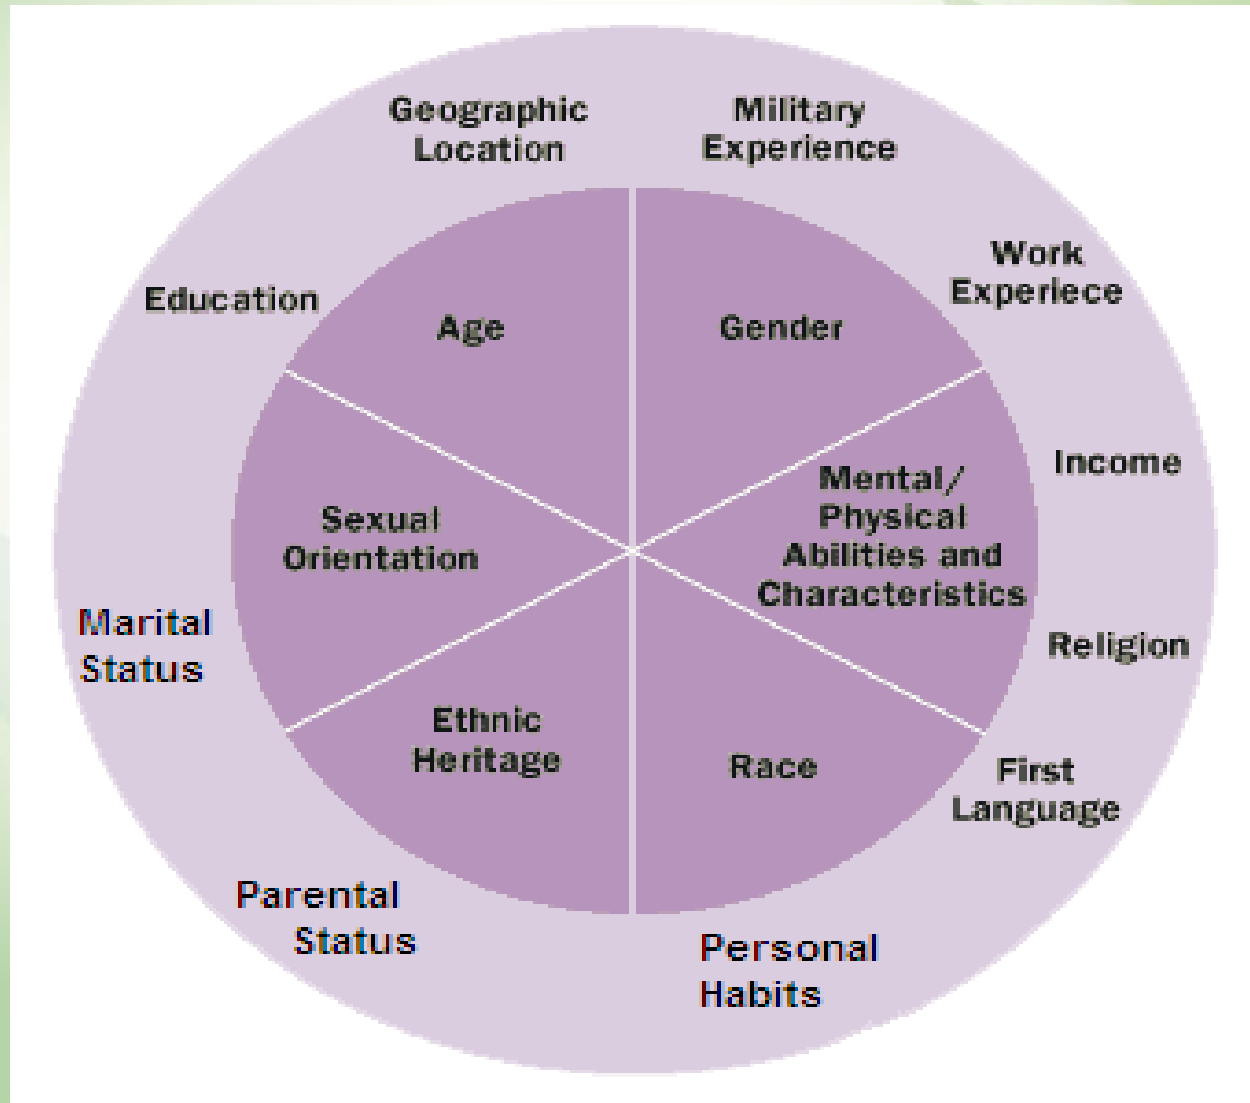 Geographic
Location
Military
Experience
Work
Experiece
Education
Age
Gender
Income
Mental/
Physical
Abilities and
Characteristics
Sexual
Orientation
Marital
Status
Religion
Ethnic
Heritage
Race
First
Language
Parental
Status
Personal
Habits